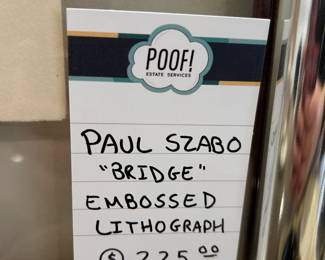 POOF!
ESTATE SERVICES
PAUL SZABO
"BRIDGE"
EMBOSSED
LITHOGRAPH
$ 225 00